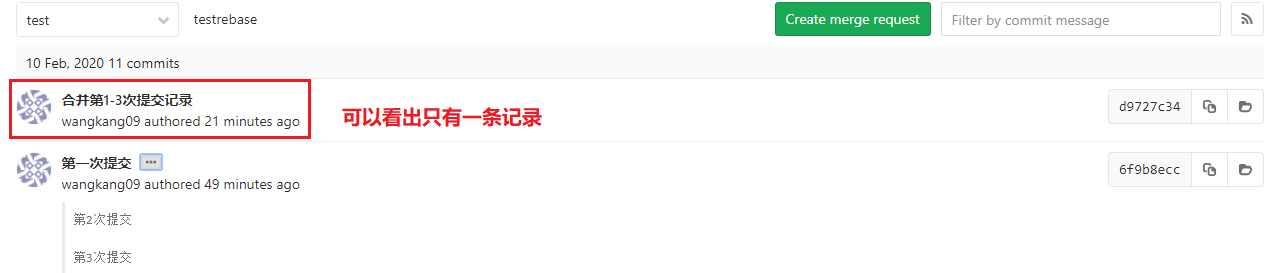 test
testrebase
Create merge request
Filter by commit message
10 Feb, 2020 11 commits
合并第1-3次提交记录
wangkang09 authored 21 minutes ago
可以看出只有一条记录
d9727c34
第一次提交
wangkang09 authored 49 minutes ago
6f9b8ecc
第2次提交
第3次提交